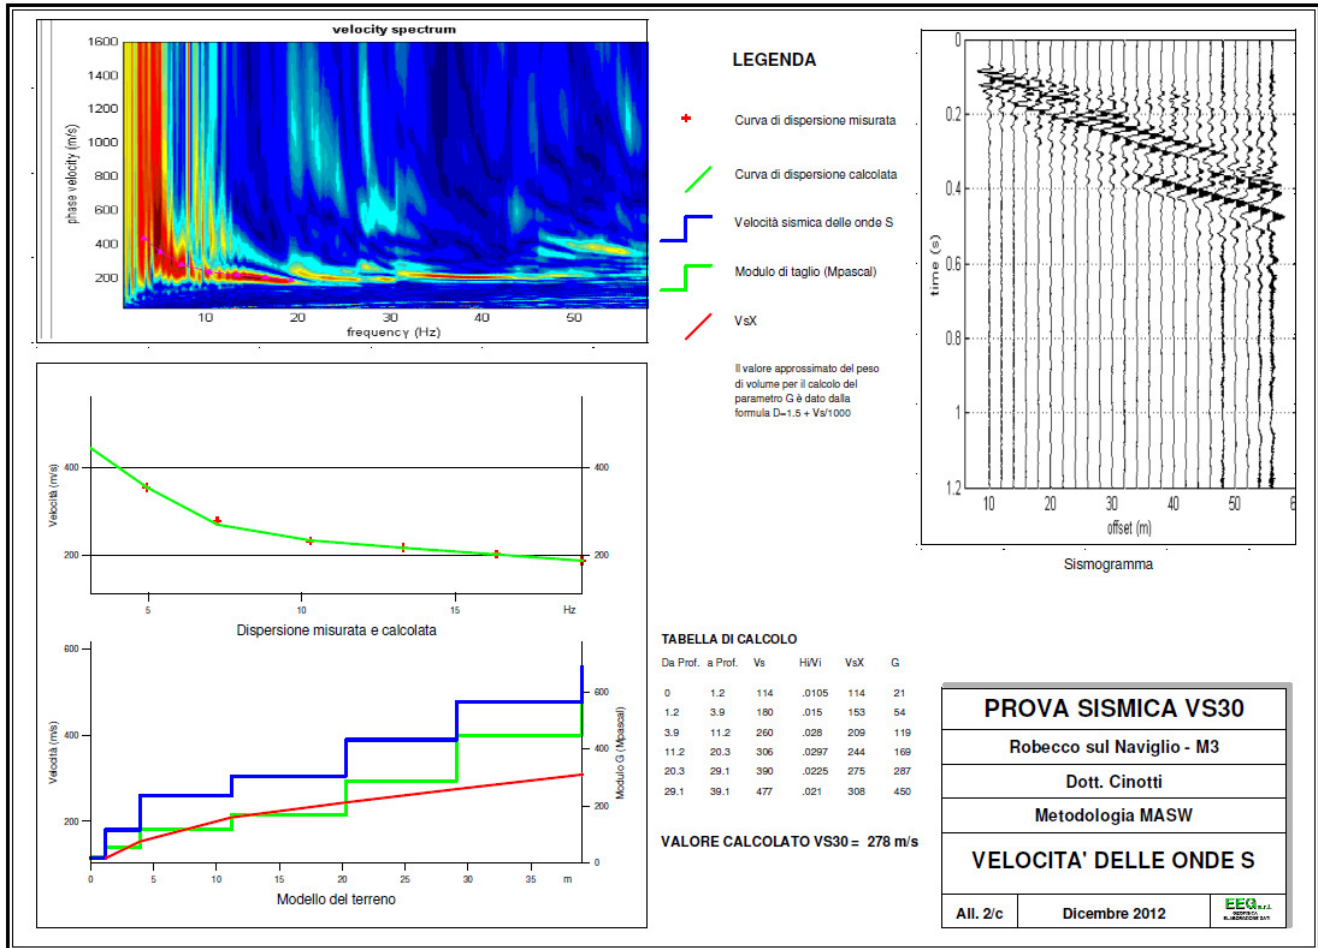 velocity spectrum
1600
1400
1200
1000
800
600
400
200
phase velocity (m/s)
10 20 30 40 50
frequency (Hz)
LEGENDA
Curva di dispersione misurata
Curva di dispersione calcolata
Velocità sismica delle onde S
Modulo di taglio (Mpascal)
VsX
Il valore approssimato del peso
di volume per il calcolo del
parametro G è dato dalla
formula D=1.5 + Vs/1000
0
0.2
0.4
0.6
0.8
1
1.2
time (s)
10 20 30 40 50 6
offset (m)
Sismogramma
Velocità (m/s)
400 400
200 200
5 10 15 Hz
Dispersione misurata e calcolata
600
400
200
Velocità (m/s)
600
400
200
0
Modulo G (Mpascal)
0 5 10 15 20 25 30 35 m
Modello del terreno
TABELLA DI CALCOLO
Da Prof. a Prof. Vs Hi/Vi VsX G
0 1.2 114 .0105 114 21
1.2 3.9 180 .015 153 54
3.9 11.2 260 .028 209 119
11.2 20.3 306 .0297 244 169
20.3 29.1 390 .0225 275 287
29.1 39.1 477 .021 308 450
VALORE CALCOLATO VS30 = 278 m/s
PROVA SISMICA VS30
Robecco sul Naviglio - M3
Dott. Cinotti
Metodologia MASW
VELOCITA' DELLE ONDE S
All. 2/c Dicembre 2012
EEG s.r.l.
GEOFISICA
ELABORAZIONE DATI